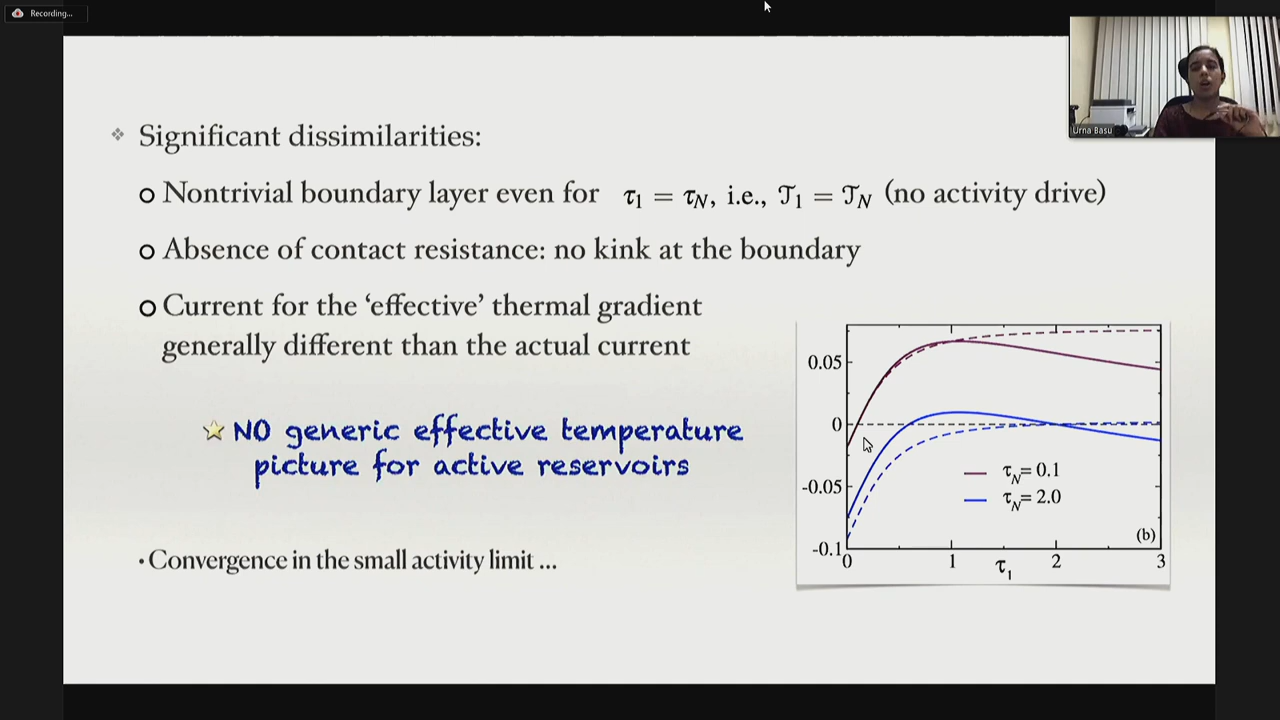 Recording...
Urna Basu
❖ Significant dissimilarities:
o Nontrivial boundary layer even for τ₁ = τ_N, i.e., 𝒯₁ = 𝒯_N (no activity drive)
o Absence of contact resistance: no kink at the boundary
o Current for the ‘effective’ thermal gradient
generally different than the actual current
NO generic effective temperature
picture for active reservoirs
• Convergence in the small activity limit ...
0.05
0
-0.05
-0.1
τ_N= 0.1
τ_N= 2.0
(b)
0 1 2 3
τ₁